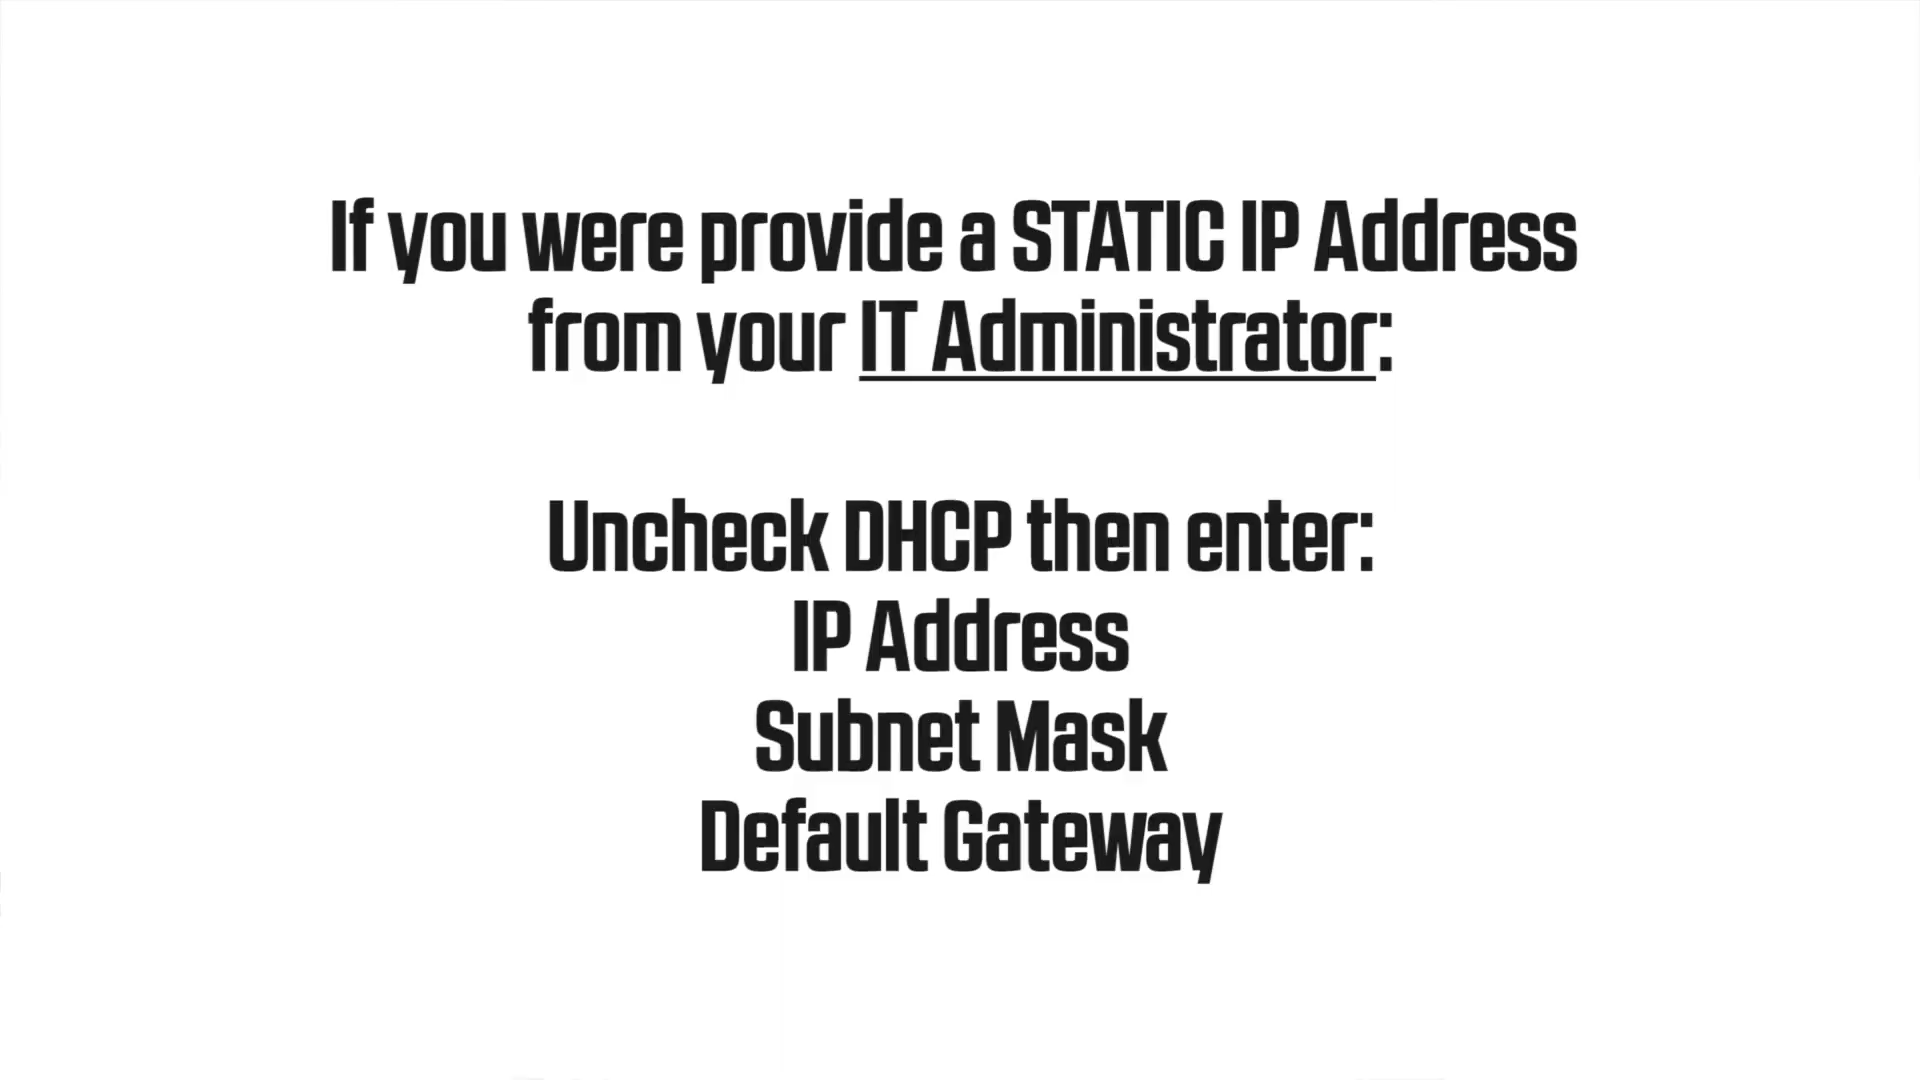 If you were provide a STATIC IP Address
from your IT Administrator:
Uncheck DHCP then enter:
IP Address
Subnet Mask
Default Gateway